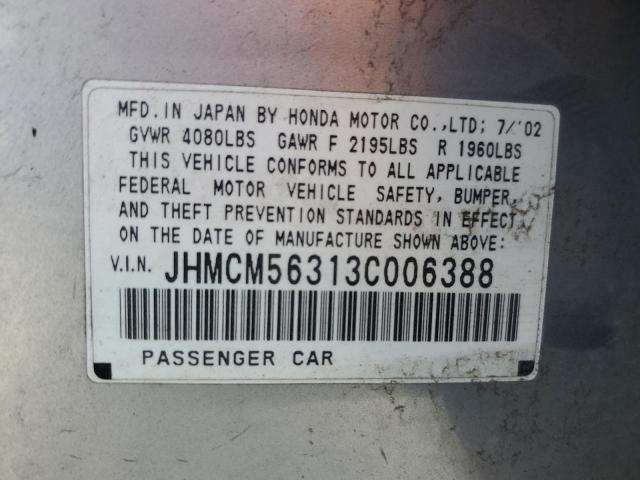 MFD.IN JAPAN BY HONDA MOTOR CO.,LTD; 7/'02
GVWR 4080LBS GAWR F 2195LBS R 1960LBS
THIS VEHICLE CONFORMS TO ALL APPLICABLE
FEDERAL MOTOR VEHICLE SAFETY, BUMPER,
AND THEFT PREVENTION STANDARDS IN EFFECT
ON THE DATE OF MANUFACTURE SHOWN ABOVE:
V.I.N. JHMCM56313C006388
PASSENGER CAR